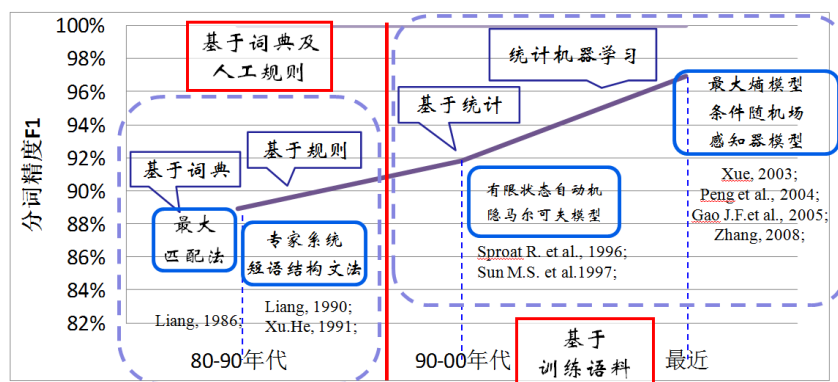 分词精度F1
100%
98%
96%
94%
92%
90%
88%
86%
84%
82%
基于词典及
人工规则
基于词典
基于规则
最大
匹配法
专家系统
短语结构文法
Liang, 1986;
Liang, 1990;
Xu.He, 1991;
80-90年代
统计机器学习
基于统计
有限状态自动机
隐马尔可夫模型
Sproat R. et al., 1996;
Sun M.S. et al.1997;
最大熵模型
条件随机场
感知器模型
Xue, 2003;
Peng et al., 2004;
Gao J.F.et al., 2005;
Zhang, 2008;
90-00年代
基于
训练语料
最近